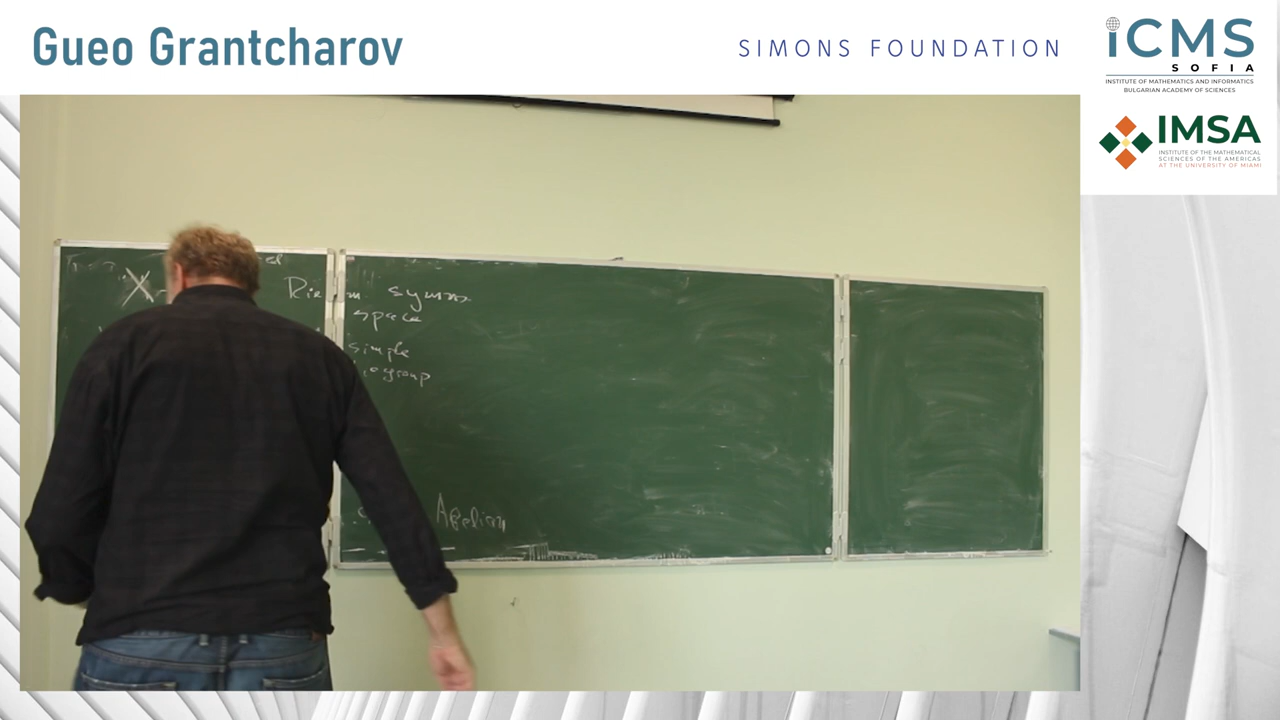 Gueo Grantcharov
SIMONS FOUNDATION
iCMS
SOFIA
INSTITUTE OF MATHEMATICS AND INFORMATICS
BULGARIAN ACADEMY OF SCIENCES
IMSA
INSTITUTE OF THE MATHEMATICAL
SCIENCES OF THE AMERICAS
AT THE UNIVERSITY OF MIAMI
X
symm.
space
simple
Abelian